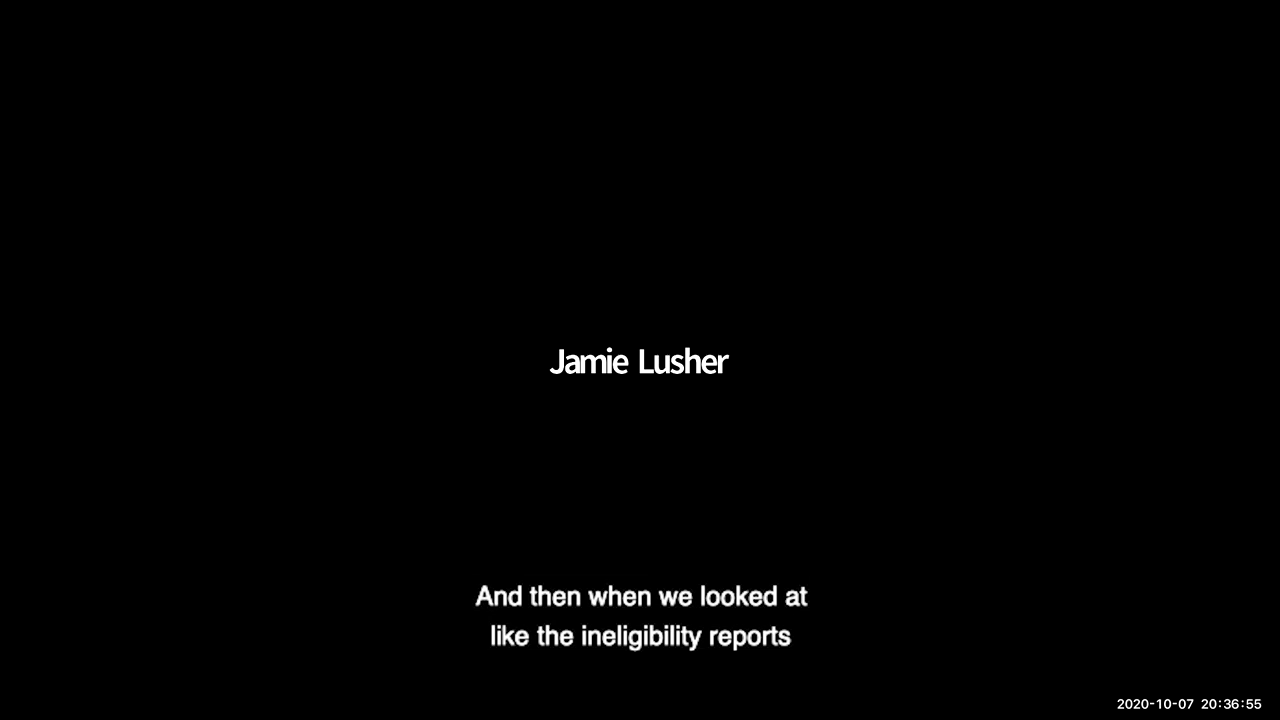 Jamie Lusher
And then when we looked at
like the ineligibility reports
2020-10-07 20:36:55